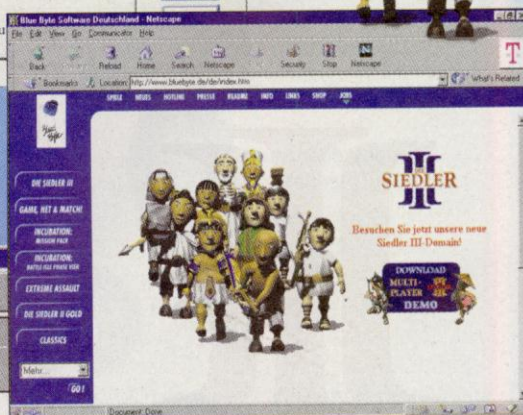 Blue Byte Software Deutschland - Netscape
File Edit View Go Communicator Help
Back Reload Home Search Netscape Security Stop Netscape
Bookmarks Location: http://www.bluebyte.de/de/index.htm What's Related
SPIELE NEUES HOTLINE PRESSE README INFO LINKS SHOP JOBS
Blue Byte
DIE SIEDLER III
GAME, NET & MATCH!
INCUBATION:
MISSION PACK
INCUBATION:
BATTLE ISLE PHASE VIER
EXTREME ASSAULT
DIE SIEDLER II GOLD
CLASSICS
Mehr...
GO!
DIE
SIEDLER
III
Besuchen Sie jetzt unsere neue
Siedler III-Domain!
DOWNLOAD
MULTI-
PLAYER
DEMO
Document: Done
T